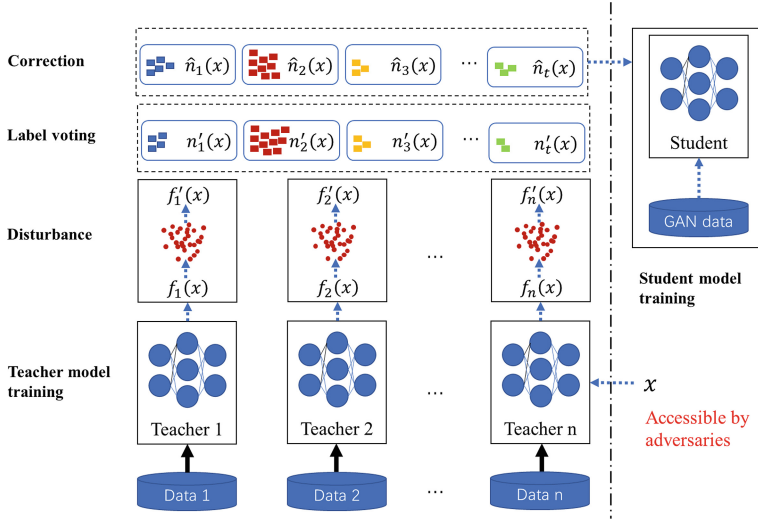 Correction
n̂₁(x)
n̂₂(x)
n̂₃(x)
...
n̂ₜ(x)
Label voting
n′₁(x)
n′₂(x)
n′₃(x)
...
n′ₜ(x)
Disturbance
f′₁(x)
f′₂(x)
f′ₙ(x)
...
f₁(x)
f₂(x)
fₙ(x)
Teacher model
training
Teacher 1
Teacher 2
...
Teacher n
Data 1
Data 2
...
Data n
Student
GAN data
Student model
training
x
Accessible by
adversaries